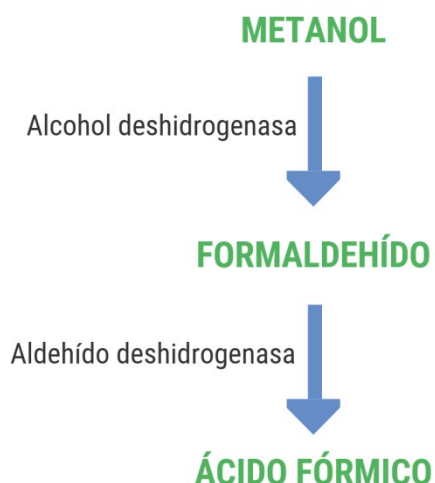 METANOL
Alcohol deshidrogenasa
FORMALDEHÍDO
Aldehído deshidrogenasa
ÁCIDO FÓRMICO